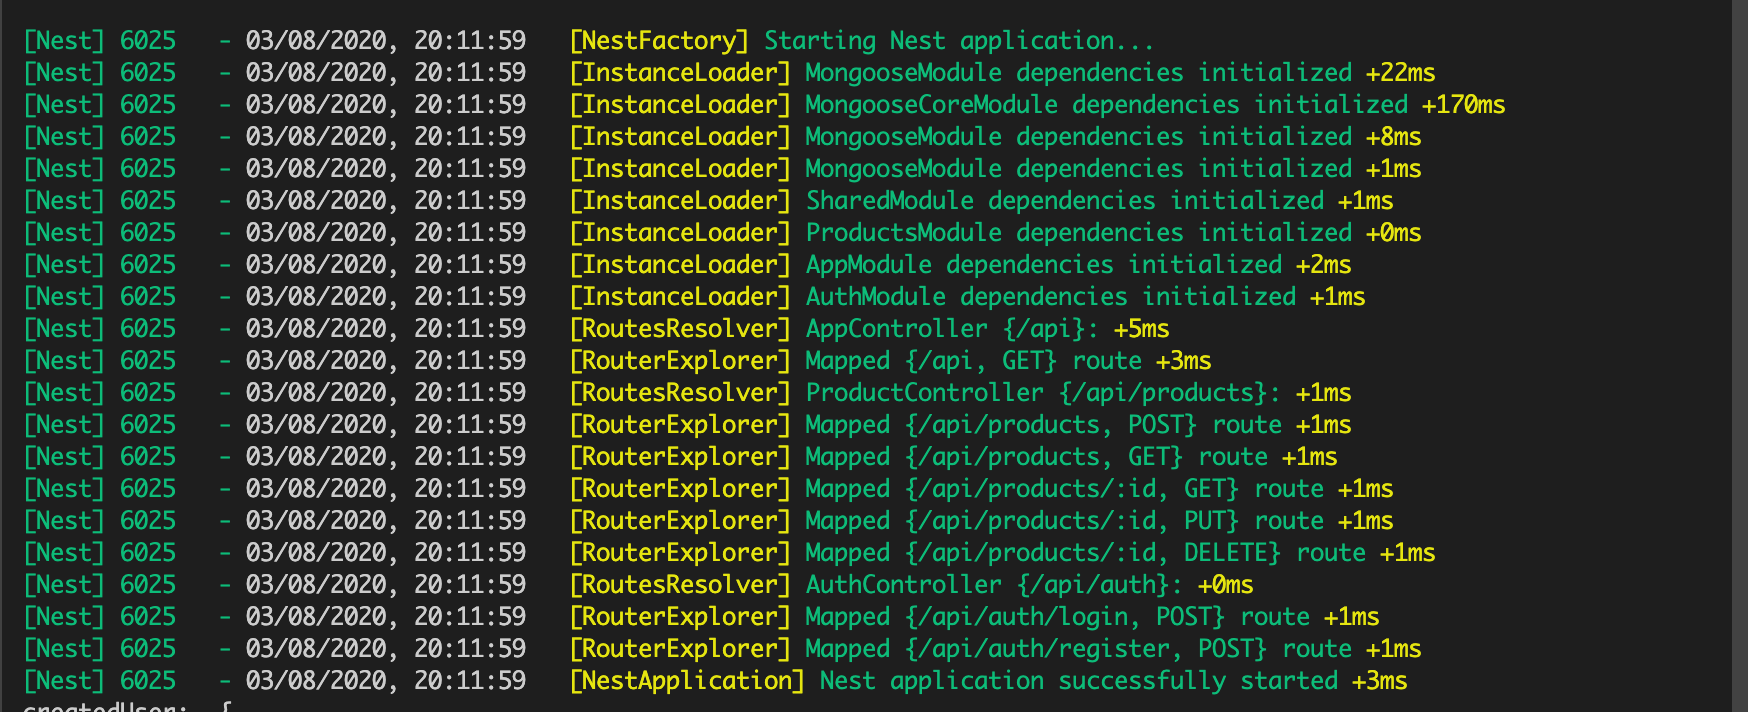 [Nest] 6025   - 03/08/2020, 20:11:59   [NestFactory] Starting Nest application...
[Nest] 6025   - 03/08/2020, 20:11:59   [InstanceLoader] MongooseModule dependencies initialized +22ms
[Nest] 6025   - 03/08/2020, 20:11:59   [InstanceLoader] MongooseCoreModule dependencies initialized +170ms
[Nest] 6025   - 03/08/2020, 20:11:59   [InstanceLoader] MongooseModule dependencies initialized +8ms
[Nest] 6025   - 03/08/2020, 20:11:59   [InstanceLoader] MongooseModule dependencies initialized +1ms
[Nest] 6025   - 03/08/2020, 20:11:59   [InstanceLoader] SharedModule dependencies initialized +1ms
[Nest] 6025   - 03/08/2020, 20:11:59   [InstanceLoader] ProductsModule dependencies initialized +0ms
[Nest] 6025   - 03/08/2020, 20:11:59   [InstanceLoader] AppModule dependencies initialized +2ms
[Nest] 6025   - 03/08/2020, 20:11:59   [InstanceLoader] AuthModule dependencies initialized +1ms
[Nest] 6025   - 03/08/2020, 20:11:59   [RoutesResolver] AppController {/api}: +5ms
[Nest] 6025   - 03/08/2020, 20:11:59   [RouterExplorer] Mapped {/api, GET} route +3ms
[Nest] 6025   - 03/08/2020, 20:11:59   [RoutesResolver] ProductController {/api/products}: +1ms
[Nest] 6025   - 03/08/2020, 20:11:59   [RouterExplorer] Mapped {/api/products, POST} route +1ms
[Nest] 6025   - 03/08/2020, 20:11:59   [RouterExplorer] Mapped {/api/products, GET} route +1ms
[Nest] 6025   - 03/08/2020, 20:11:59   [RouterExplorer] Mapped {/api/products/:id, GET} route +1ms
[Nest] 6025   - 03/08/2020, 20:11:59   [RouterExplorer] Mapped {/api/products/:id, PUT} route +1ms
[Nest] 6025   - 03/08/2020, 20:11:59   [RouterExplorer] Mapped {/api/products/:id, DELETE} route +1ms
[Nest] 6025   - 03/08/2020, 20:11:59   [RoutesResolver] AuthController {/api/auth}: +0ms
[Nest] 6025   - 03/08/2020, 20:11:59   [RouterExplorer] Mapped {/api/auth/login, POST} route +1ms
[Nest] 6025   - 03/08/2020, 20:11:59   [RouterExplorer] Mapped {/api/auth/register, POST} route +1ms
[Nest] 6025   - 03/08/2020, 20:11:59   [NestApplication] Nest application successfully started +3ms
createdUser:  {